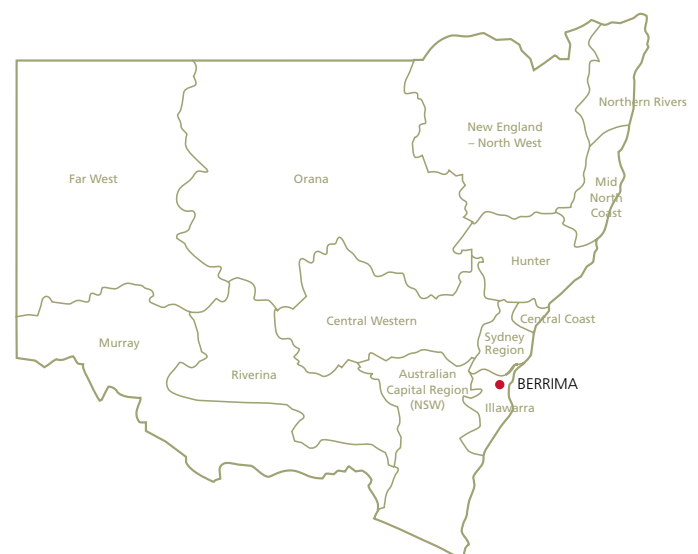 Northern Rivers
New England
– North West
Far West
Orana
Mid
North
Coast
Hunter
Central Western
Central Coast
Sydney
Region
Murray
Riverina
Australian
Capital Region
(NSW)
BERRIMA
Illawarra